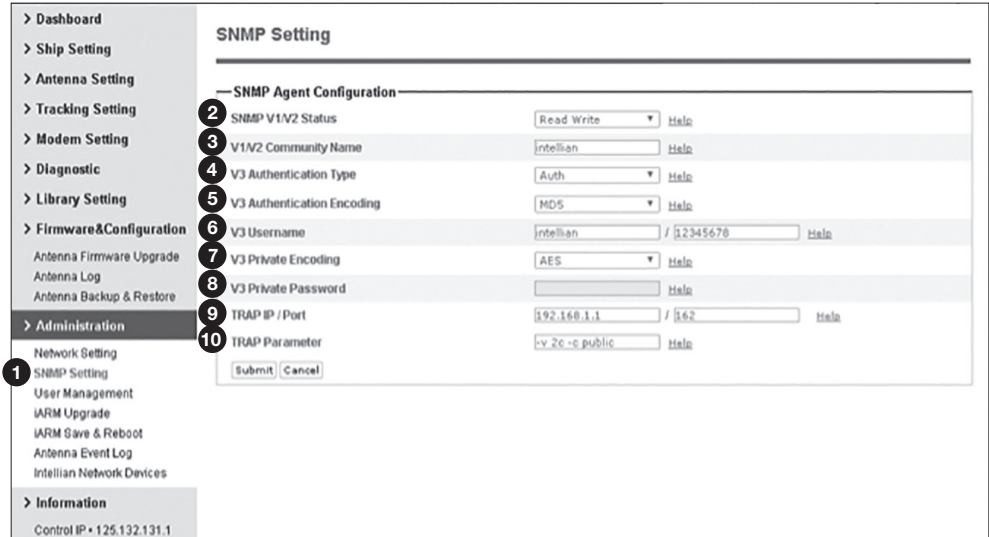 > Dashboard
> Ship Setting
> Antenna Setting
> Tracking Setting
> Modem Setting
> Diagnostic
> Library Setting
> Firmware&Configuration
Antenna Firmware Upgrade
Antenna Log
Antenna Backup & Restore
> Administration
Network Setting
1 SNMP Setting
User Management
iARM Upgrade
iARM Save & Reboot
Antenna Event Log
Intellian Network Devices
> Information
Control IP • 125.132.131.1
SNMP Setting
SNMP Agent Configuration
2 SNMP V1/V2 Status Read Write ▼ Help
3 V1/V2 Community Name intellian Help
4 V3 Authentication Type Auth ▼ Help
5 V3 Authentication Encoding MD5 ▼ Help
6 V3 Username intellian / 12345678 Help
7 V3 Private Encoding AES ▼ Help
8 V3 Private Password Help
9 TRAP IP / Port 192.168.1.1 / 162 Help
10 TRAP Parameter -v 2c -c public Help
Submit Cancel